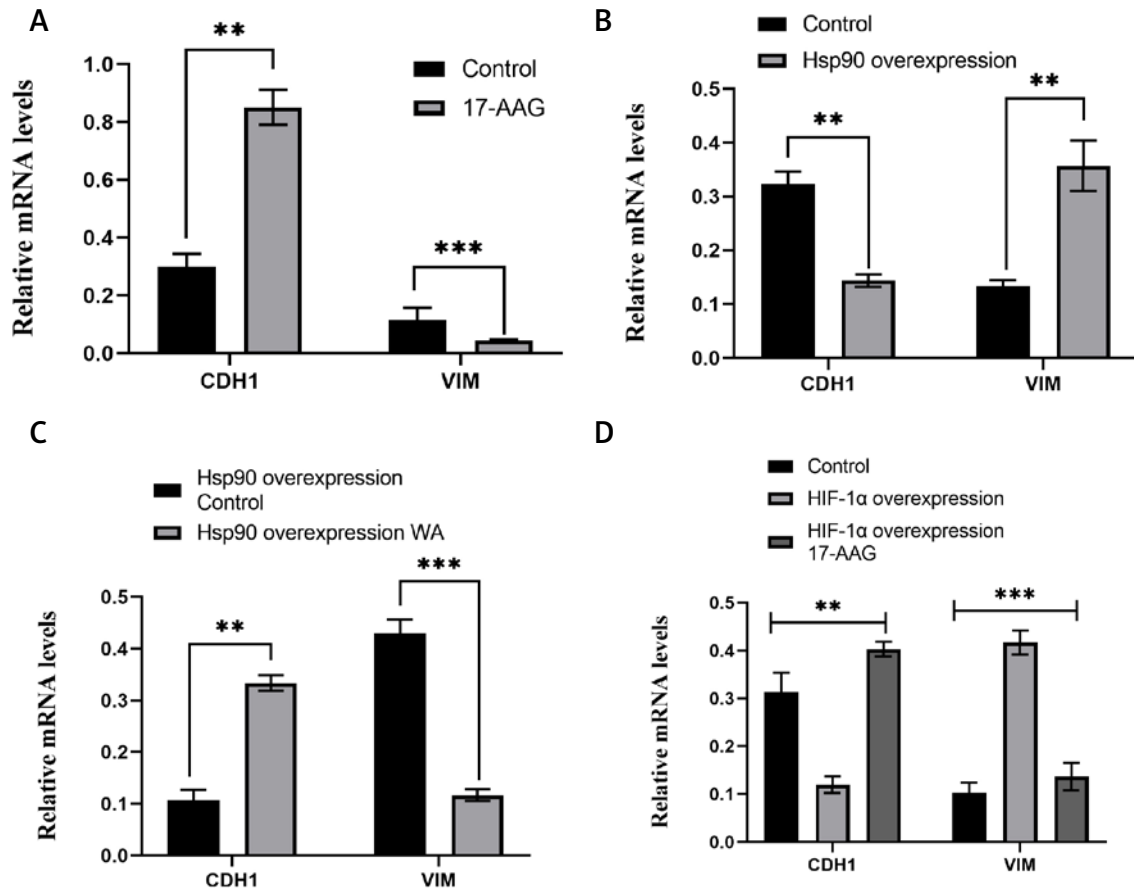 A
**
Control
17-AAG
***
Relative mRNA levels
1.0
0.8
0.6
0.4
0.2
0.0
CDH1
VIM
B
Control
Hsp90 overexpression
**
**
Relative mRNA levels
0.5
0.4
0.3
0.2
0.1
0.0
CDH1
VIM
C
Hsp90 overexpression
Control
Hsp90 overexpression WA
**
***
Relative mRNA levels
0.5
0.4
0.3
0.2
0.1
0.0
CDH1
VIM
D
Control
HIF-1α overexpression
HIF-1α overexpression
17-AAG
**
***
Relative mRNA levels
0.5
0.4
0.3
0.2
0.1
0.0
CDH1
VIM